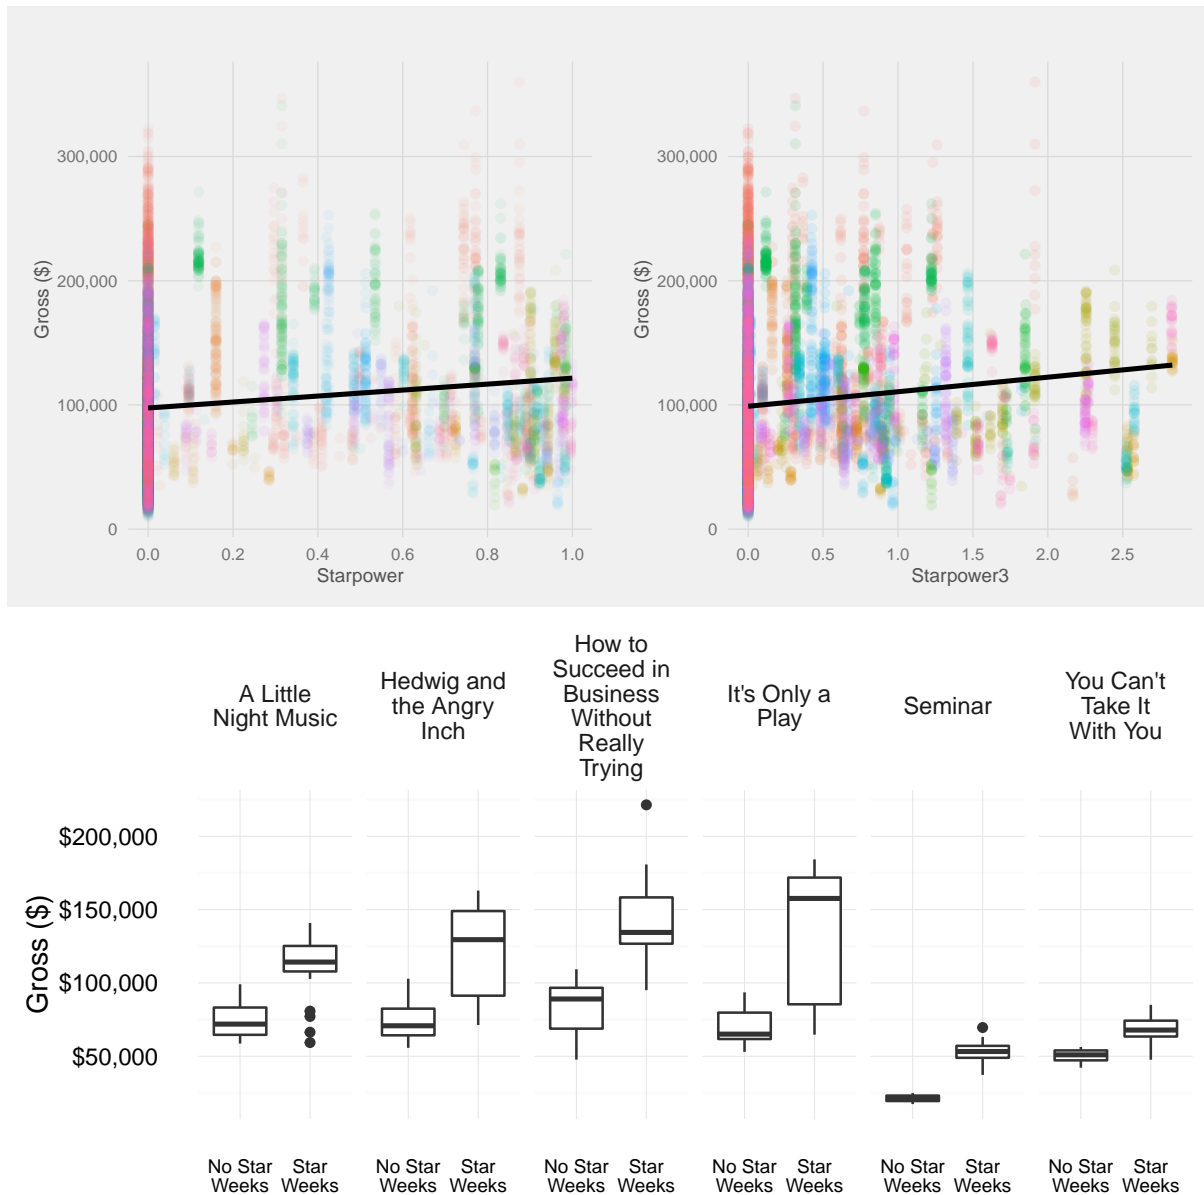 Gross ($)
300,000
200,000
100,000
0
0.0 0.2 0.4 0.6 0.8 1.0
Starpower
Gross ($)
300,000
200,000
100,000
0
0.0 0.5 1.0 1.5 2.0 2.5
Starpower3
A Little
Night Music
Hedwig and
the Angry
Inch
How to
Succeed in
Business
Without
Really
Trying
It's Only a
Play
Seminar
You Can't
Take It
With You
Gross ($)
$200,000
$150,000
$100,000
$50,000
No Star
Weeks
Star
Weeks
No Star
Weeks
Star
Weeks
No Star
Weeks
Star
Weeks
No Star
Weeks
Star
Weeks
No Star
Weeks
Star
Weeks
No Star
Weeks
Star
Weeks